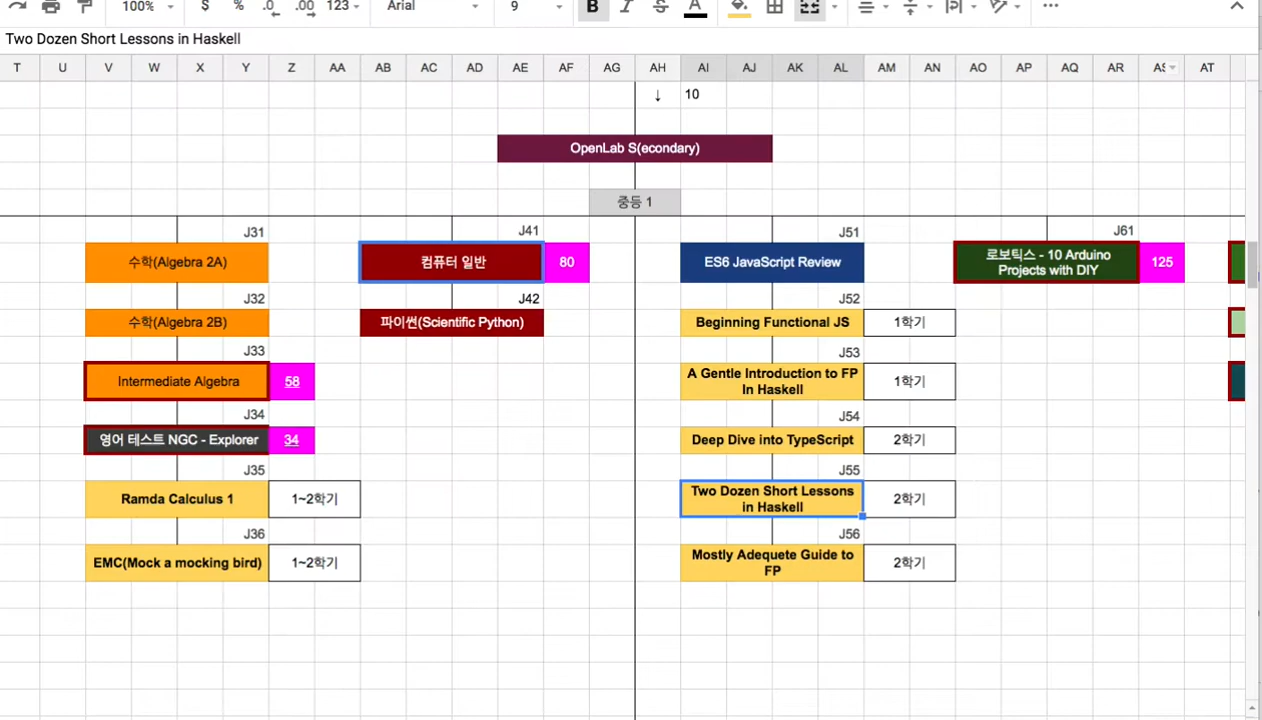 100% $ % .0 .00 123 Arial 9 B I S A
Two Dozen Short Lessons in Haskell
T U V W X Y Z AA AB AC AD AE AF AG AH AI AJ AK AL AM AN AO AP AQ AR AS AT
↓ 10
OpenLab S(econdary)
중등 1
J31 J41 J51 J61
수학(Algebra 2A) 컴퓨터 일반 80 ES6 JavaScript Review 로보틱스 - 10 Arduino
Projects with DIY 125
J32 J42 J52
수학(Algebra 2B) 파이썬(Scientific Python) Beginning Functional JS 1학기
J33 J53
Intermediate Algebra 58 A Gentle Introduction to FP
In Haskell 1학기
J34 J54
영어 테스트 NGC - Explorer 34 Deep Dive into TypeScript 2학기
J35 J55
Ramda Calculus 1 1~2학기 Two Dozen Short Lessons
in Haskell 2학기
J36 J56
EMC(Mock a mocking bird) 1~2학기 Mostly Adequete Guide to
FP 2학기